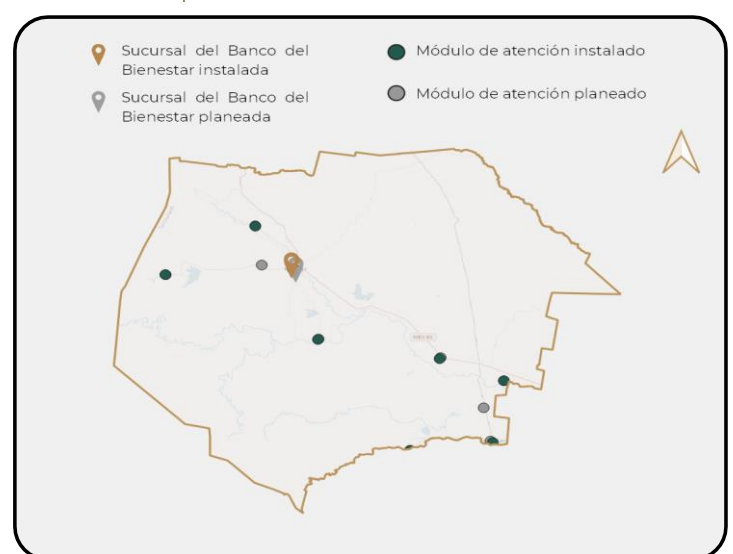 Sucursal del Banco del
Bienestar instalada
Sucursal del Banco del
Bienestar planeada
Módulo de atención instalado
Módulo de atención planeado